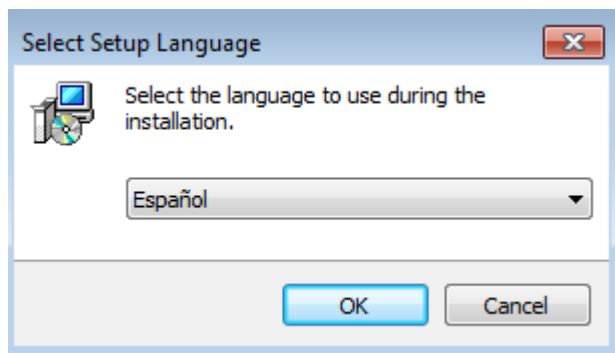 Select Setup Language
Select the language to use during the
installation.
Español
OK
Cancel